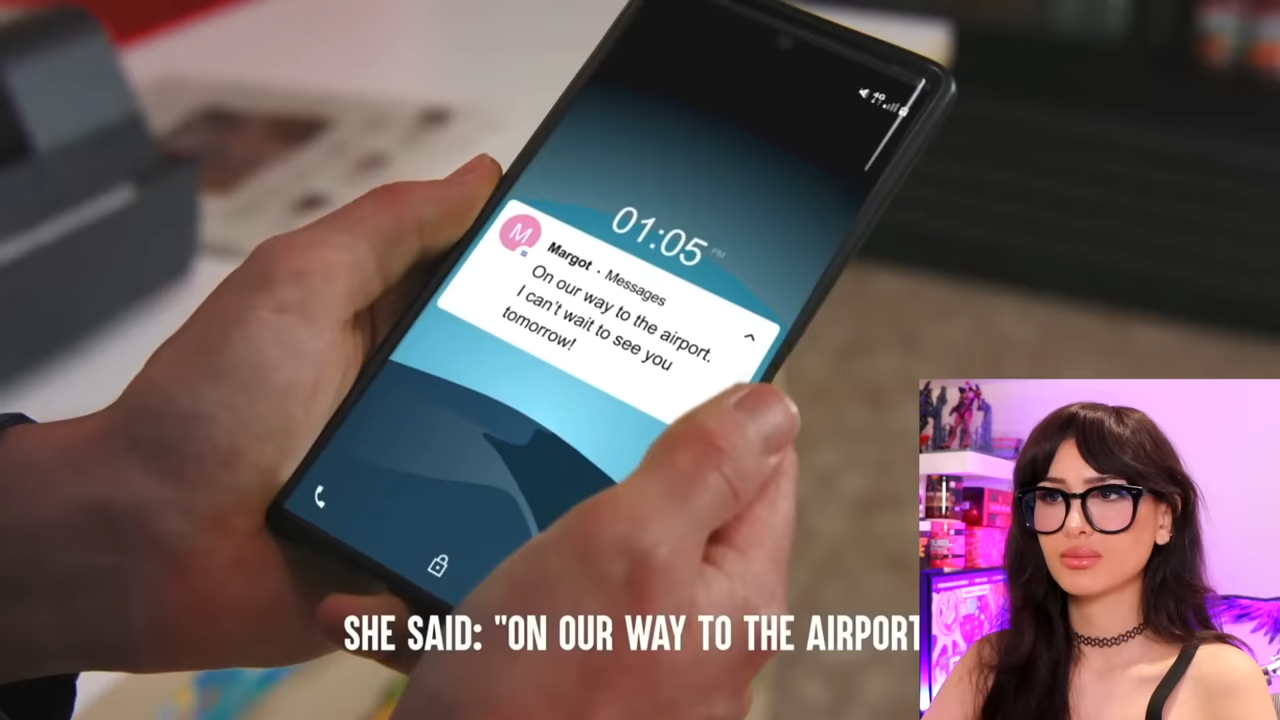 4G
01:05 PM
M
Margot · Messages
On our way to the airport.
I can't wait to see you
tomorrow!
SHE SAID: "ON OUR WAY TO THE AIRPORT